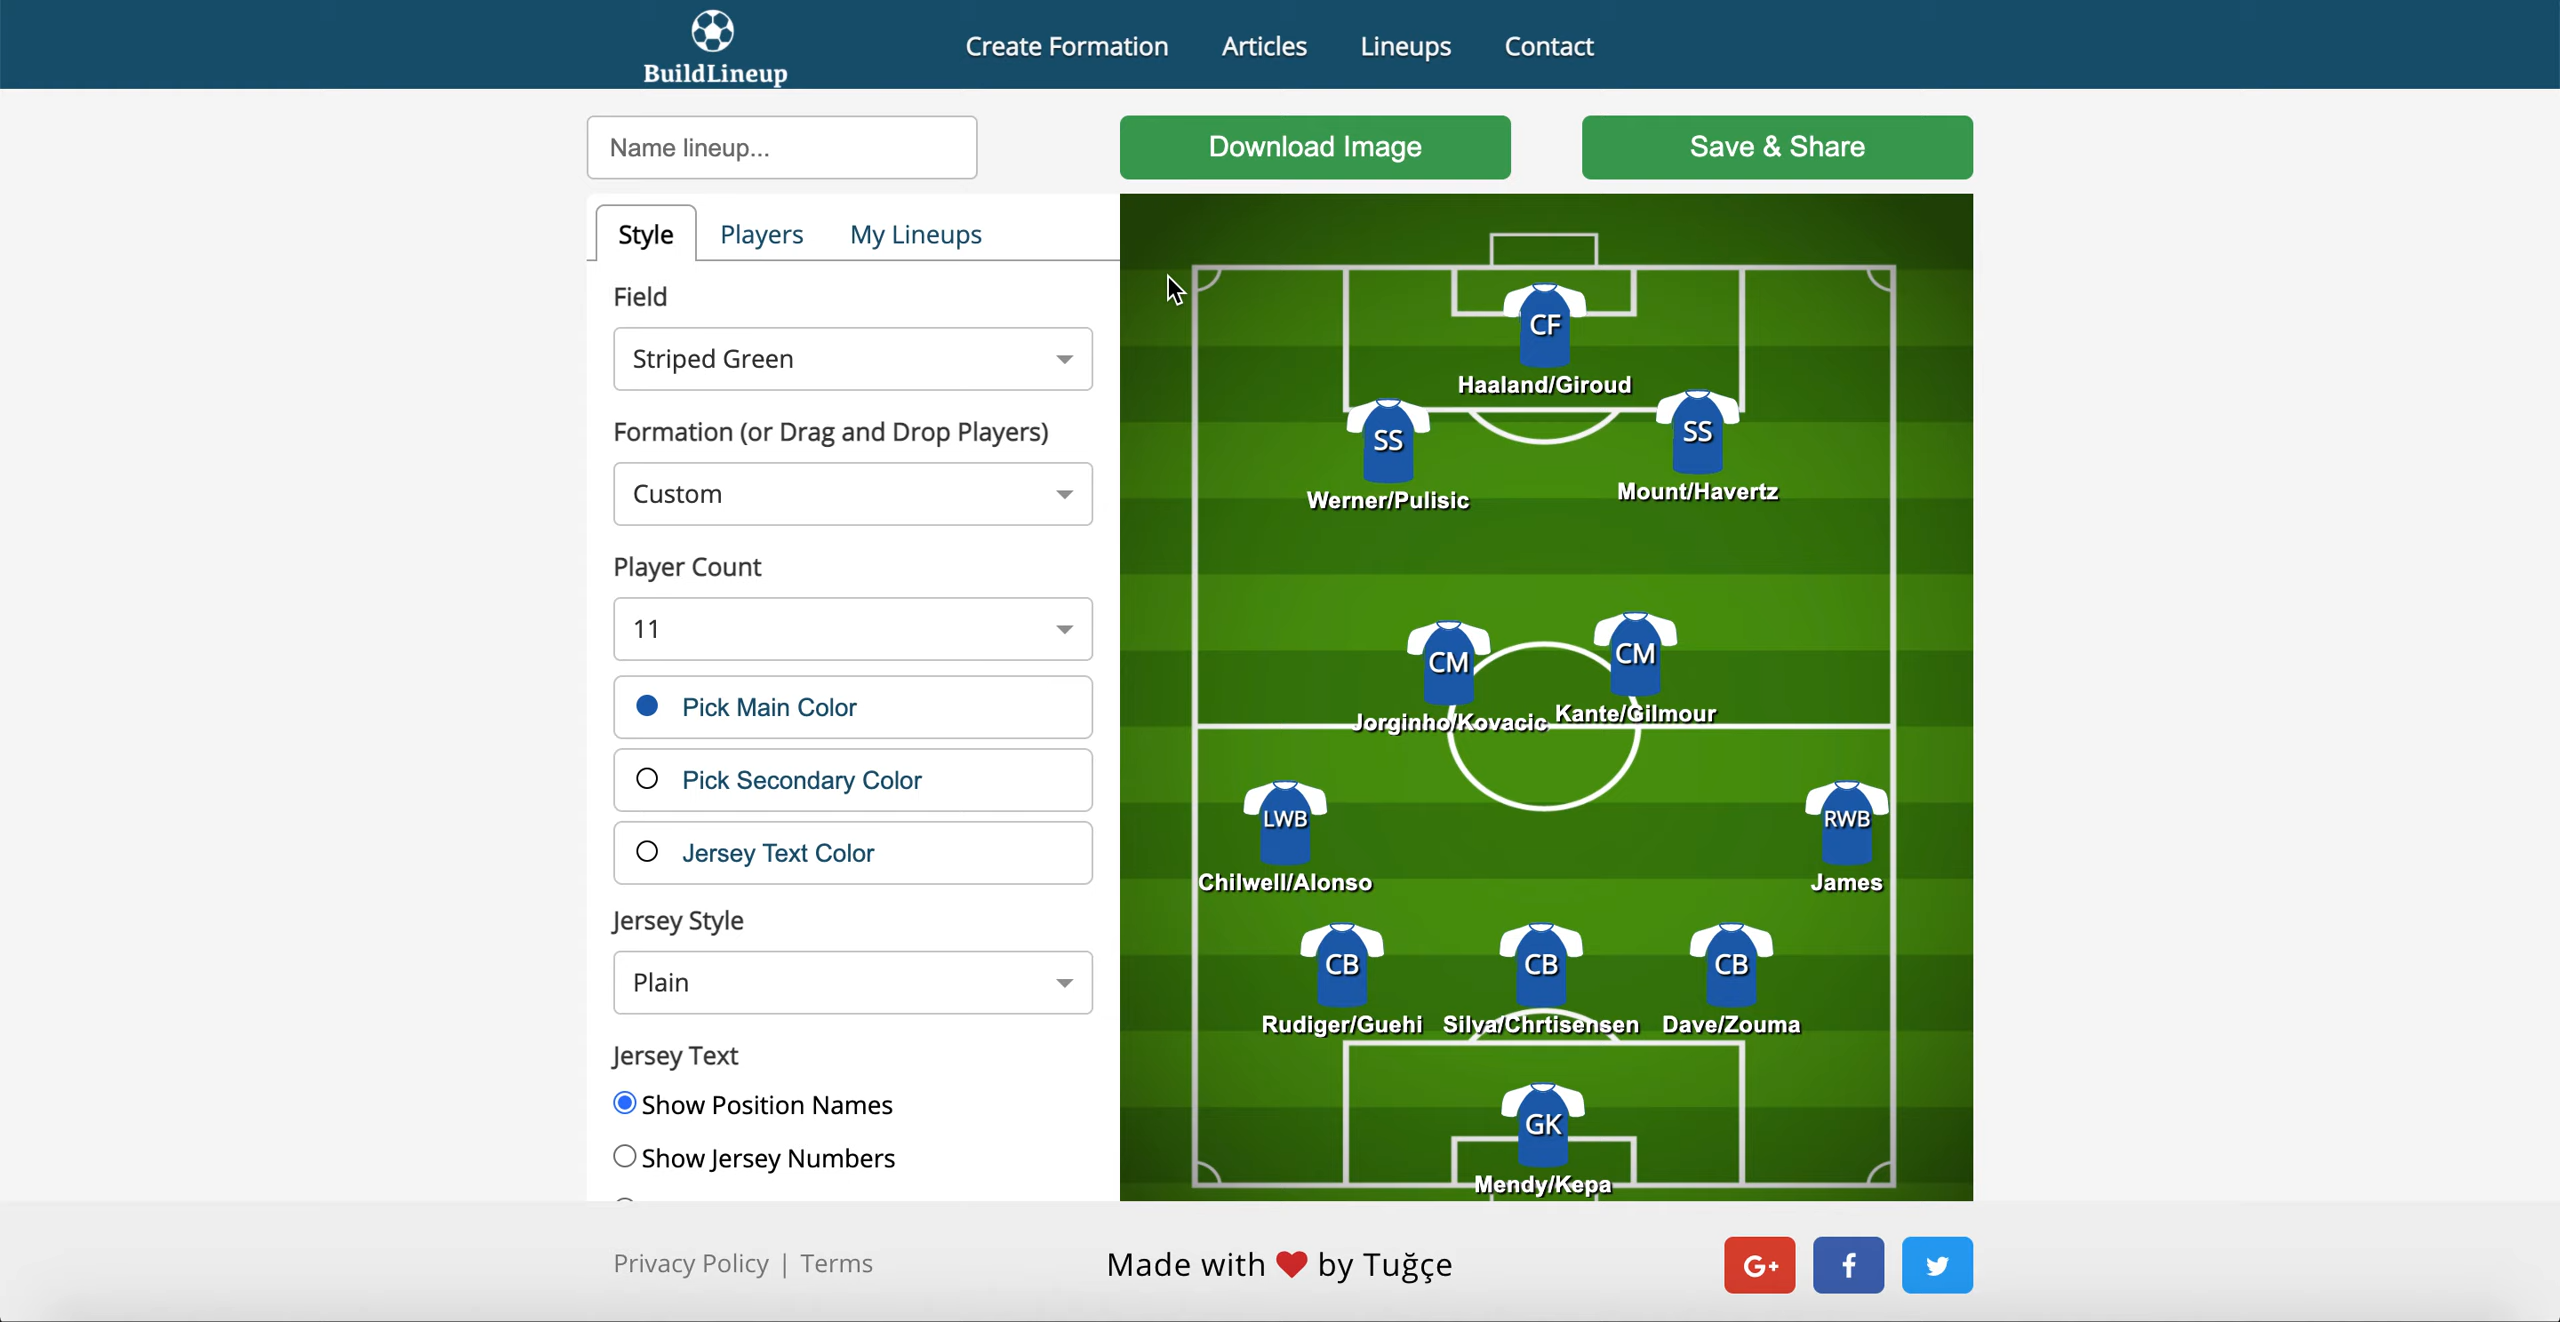 BuildLineup
Create Formation
Articles
Lineups
Contact
Name lineup...
Download Image
Save & Share
Style
Players
My Lineups
Field
Striped Green
Formation (or Drag and Drop Players)
Custom
Player Count
11
Pick Main Color
Pick Secondary Color
Jersey Text Color
Jersey Style
Plain
Jersey Text
Show Position Names
Show Jersey Numbers
CF
Haaland/Giroud
SS
Werner/Pulisic
SS
Mount/Havertz
CM
Jorginho/Kovacic
CM
Kante/Gilmour
LWB
Chilwell/Alonso
RWB
James
CB
Rudiger/Guehi
CB
Silva/Chrtisensen
CB
Dave/Zouma
GK
Mendy/Kepa
Privacy Policy | Terms
Made with ❤ by Tuğçe
G+
f